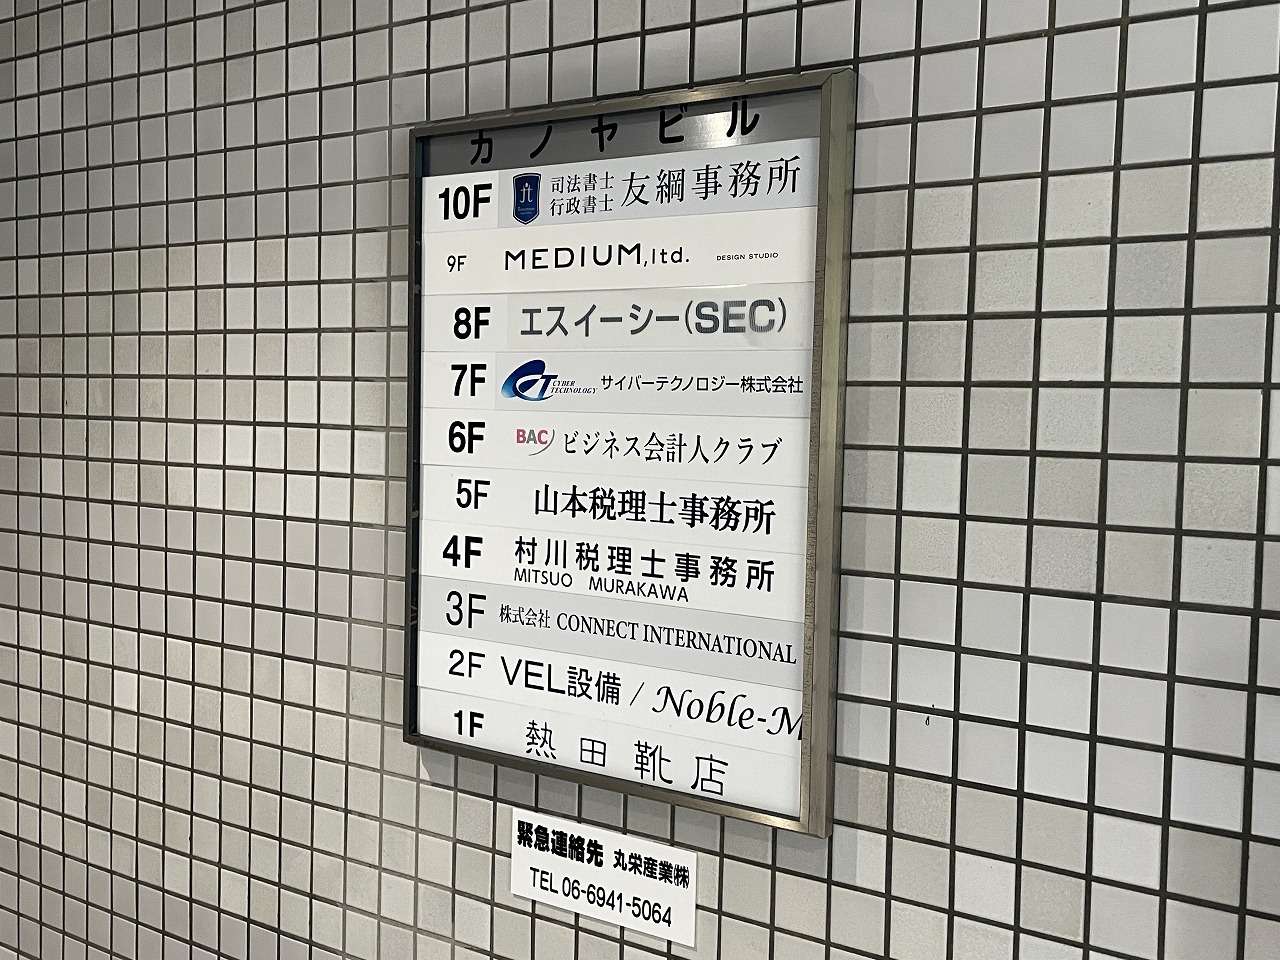 カノヤビル
10F 司法書士 行政書士 友綱事務所
9F MEDIUM,ltd. DESIGN STUDIO
8F エスイーシー(SEC)
7F CT CYBER TECHNOLOGY サイバーテクノロジー株式会社
6F BAC ビジネス会計人クラブ
5F 山本税理士事務所
4F 村川税理士事務所
MITSUO MURAKAWA
3F 株式会社 CONNECT INTERNATIONAL
2F VEL設備 / Noble-M
1F 熱田靴店
緊急連絡先 丸栄産業㈱
TEL 06-6941-5064